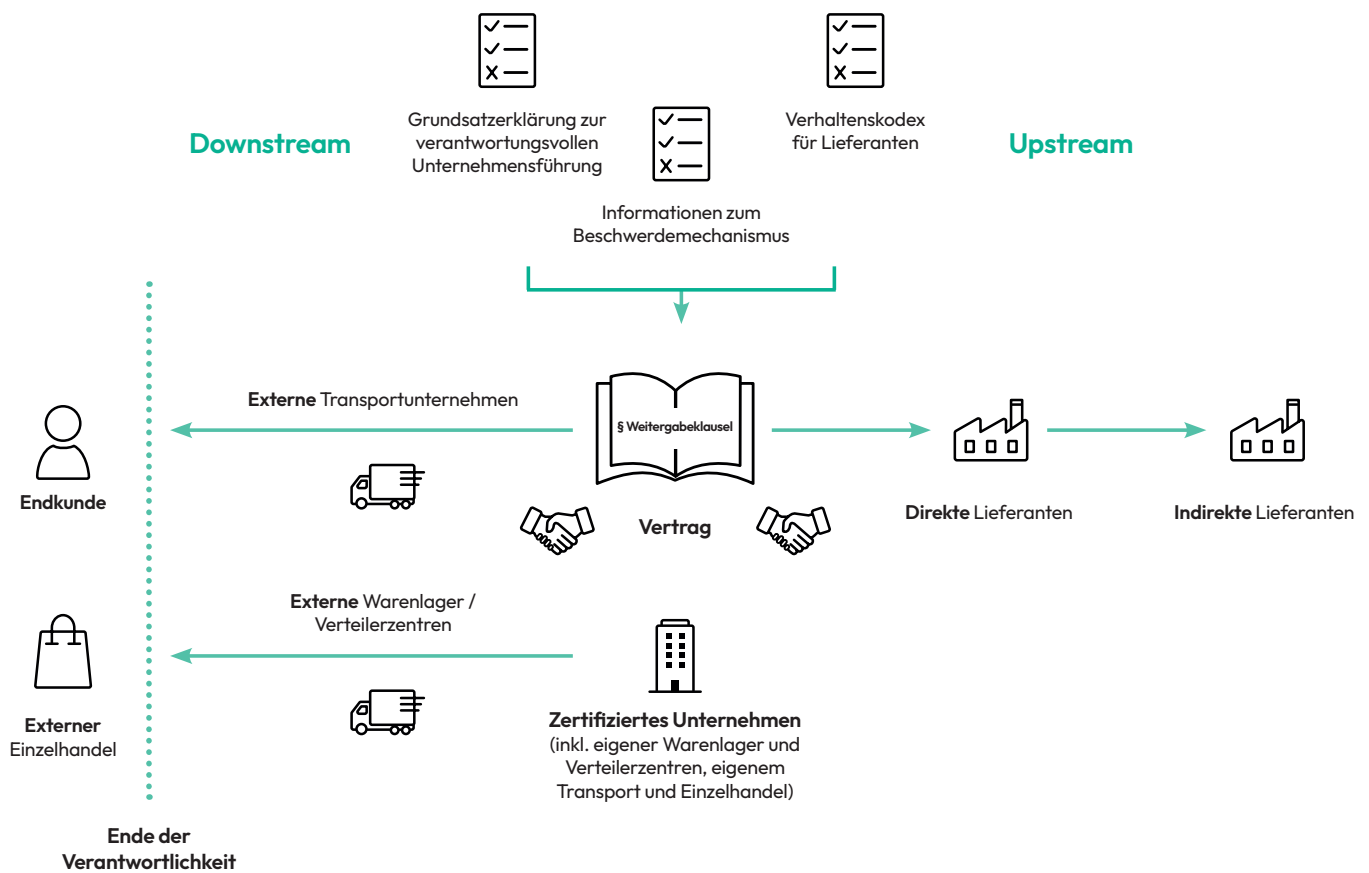 Downstream
Grundsatzerklärung zur
verantwortungsvollen
Unternehmensführung
Informationen zum
Beschwerdemechanismus
Verhaltenskodex
für Lieferanten
Upstream
Externe Transportunternehmen
§ Weitergabeklausel
Endkunde
Vertrag
Direkte Lieferanten
Indirekte Lieferanten
Externe Warenlager /
Verteilerzentren
Externer
Einzelhandel
Zertifiziertes Unternehmen
(inkl. eigener Warenlager und
Verteilerzentren, eigenem
Transport und Einzelhandel)
Ende der
Verantwortlichkeit